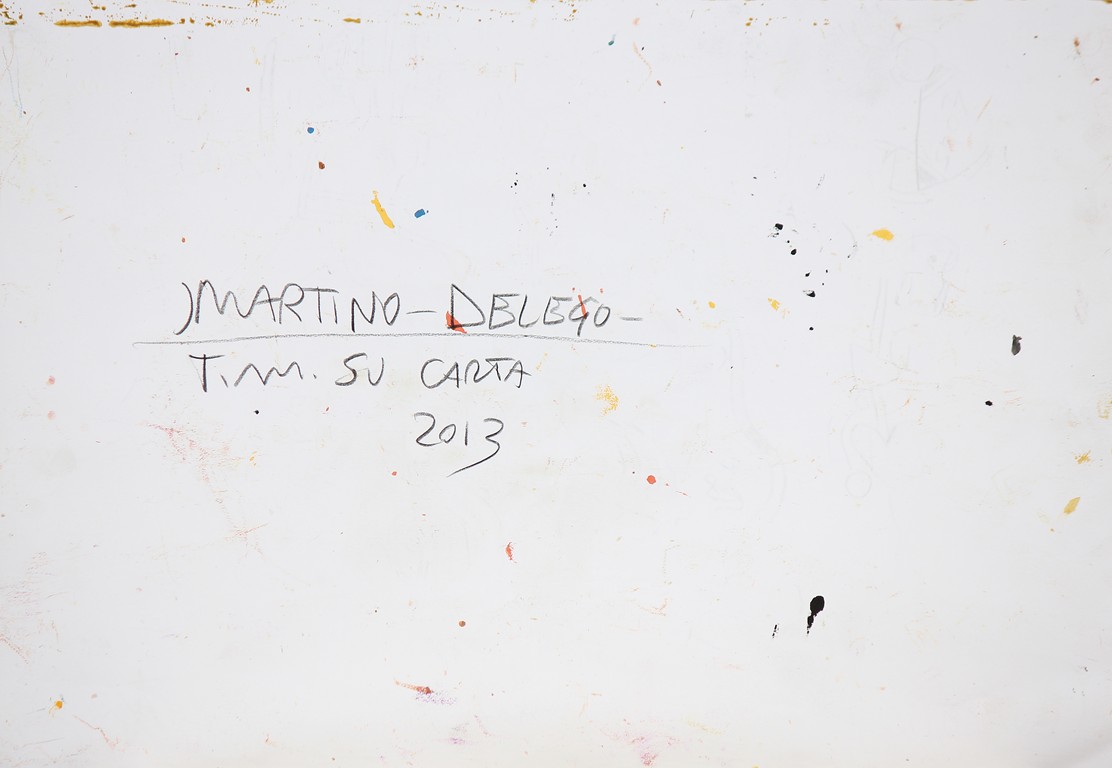 MARTINO – DELEGO –
T.M. SU CARTA
2013